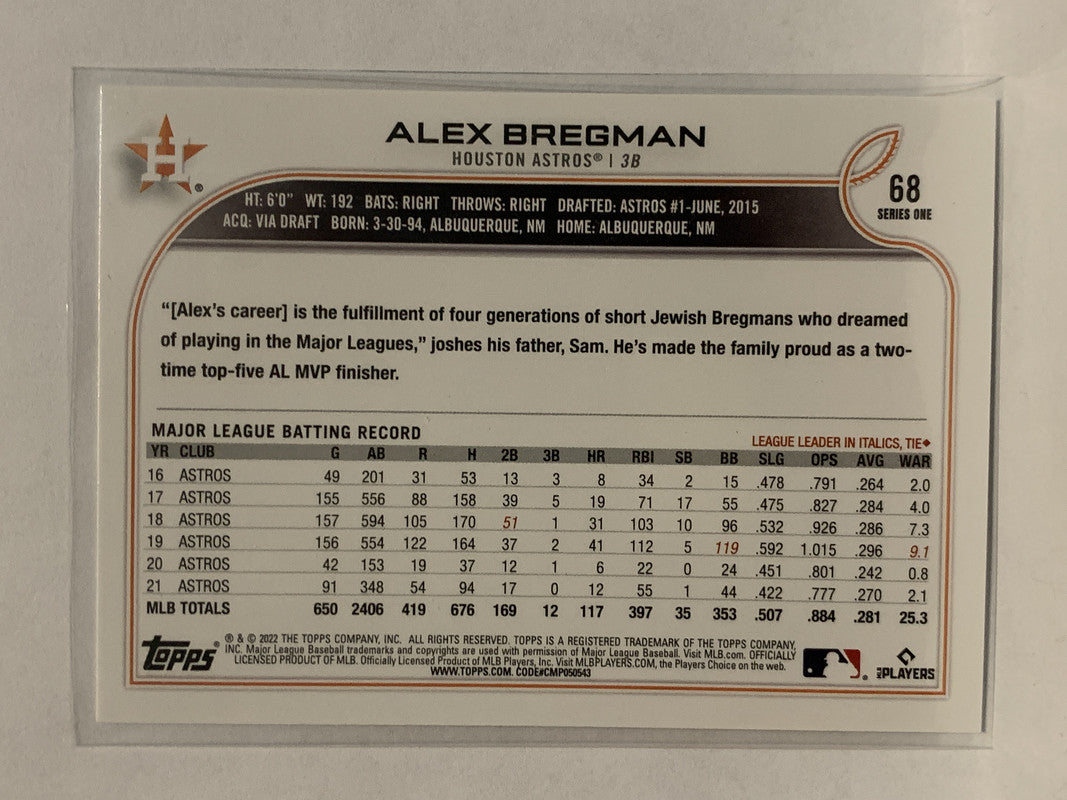 H ®
ALEX BREGMAN
HOUSTON ASTROS® | 3B
68
SERIES ONE
HT: 6'0" WT: 192 BATS: RIGHT THROWS: RIGHT DRAFTED: ASTROS #1-JUNE, 2015
ACQ: VIA DRAFT BORN: 3-30-94, ALBUQUERQUE, NM HOME: ALBUQUERQUE, NM
“[Alex’s career] is the fulfillment of four generations of short Jewish Bregmans who dreamed
of playing in the Major Leagues,” joshes his father, Sam. He’s made the family proud as a two-
time top-five AL MVP finisher.
MAJOR LEAGUE BATTING RECORD
LEAGUE LEADER IN ITALICS, TIE♦
YR CLUB G AB R H 2B 3B HR RBI SB BB SLG OPS AVG WAR
16 ASTROS 49 201 31 53 13 3 8 34 2 15 .478 .791 .264 2.0
17 ASTROS 155 556 88 158 39 5 19 71 17 55 .475 .827 .284 4.0
18 ASTROS 157 594 105 170 51 1 31 103 10 96 .532 .926 .286 7.3
19 ASTROS 156 554 122 164 37 2 41 112 5 119 .592 1.015 .296 9.1
20 ASTROS 42 153 19 37 12 1 6 22 0 24 .451 .801 .242 0.8
21 ASTROS 91 348 54 94 17 0 12 55 1 44 .422 .777 .270 2.1
MLB TOTALS 650 2406 419 676 169 12 117 397 35 353 .507 .884 .281 25.3
Topps®
® & © 2022 THE TOPPS COMPANY, INC. ALL RIGHTS RESERVED. TOPPS IS A REGISTERED TRADEMARK OF THE TOPPS COMPANY,
INC. Major League Baseball trademarks and copyrights are used with permission of Major League Baseball. Visit MLB.com. OFFICIALLY
LICENSED PRODUCT OF MLB. Officially Licensed Product of MLB Players, Inc. Visit MLBPLAYERS.COM, the Players Choice on the web.
WWW.TOPPS.COM. CODE#CMP050543
MLB PLAYERS